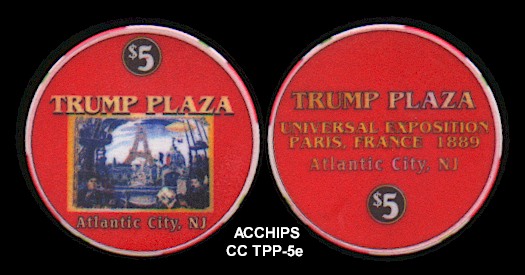 $5
TRUMP PLAZA
Atlantic City, NJ
TRUMP PLAZA
UNIVERSAL EXPOSITION
PARIS, FRANCE 1889
Atlantic City, NJ
$5
ACCHIPS
CC TPP-5e